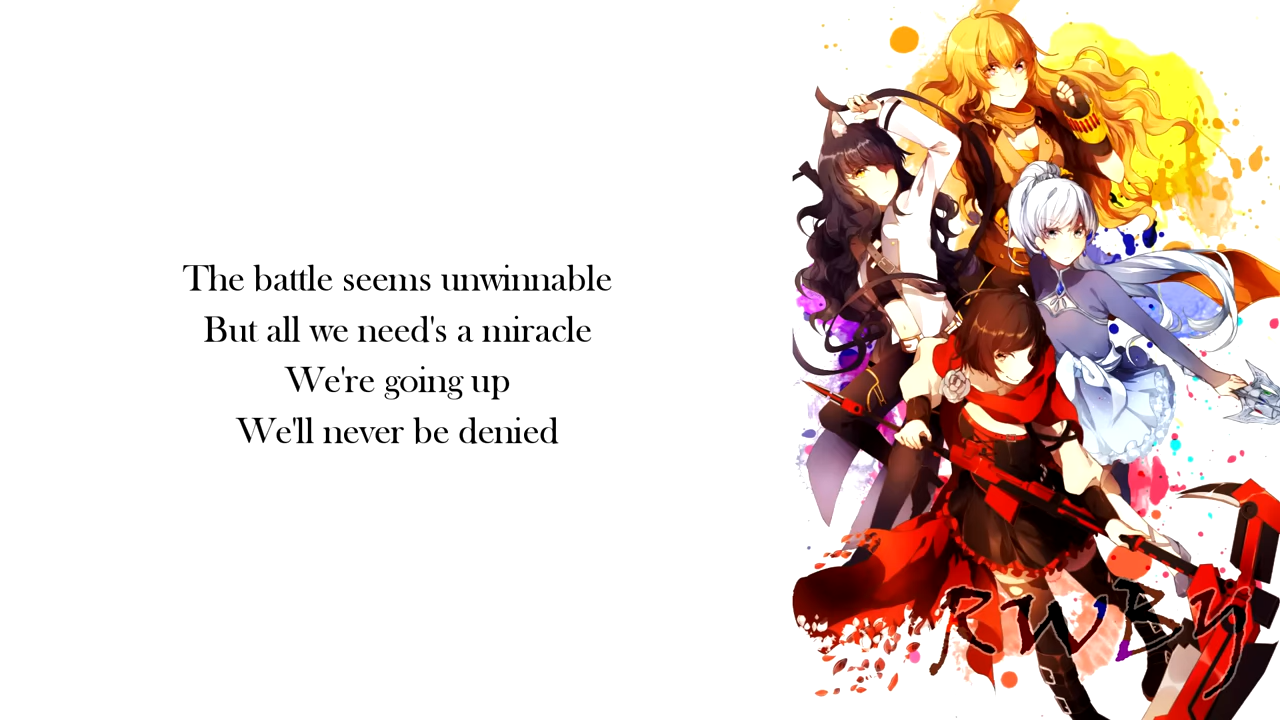 The battle seems unwinnable
But all we need's a miracle
We're going up
We'll never be denied
RWBY